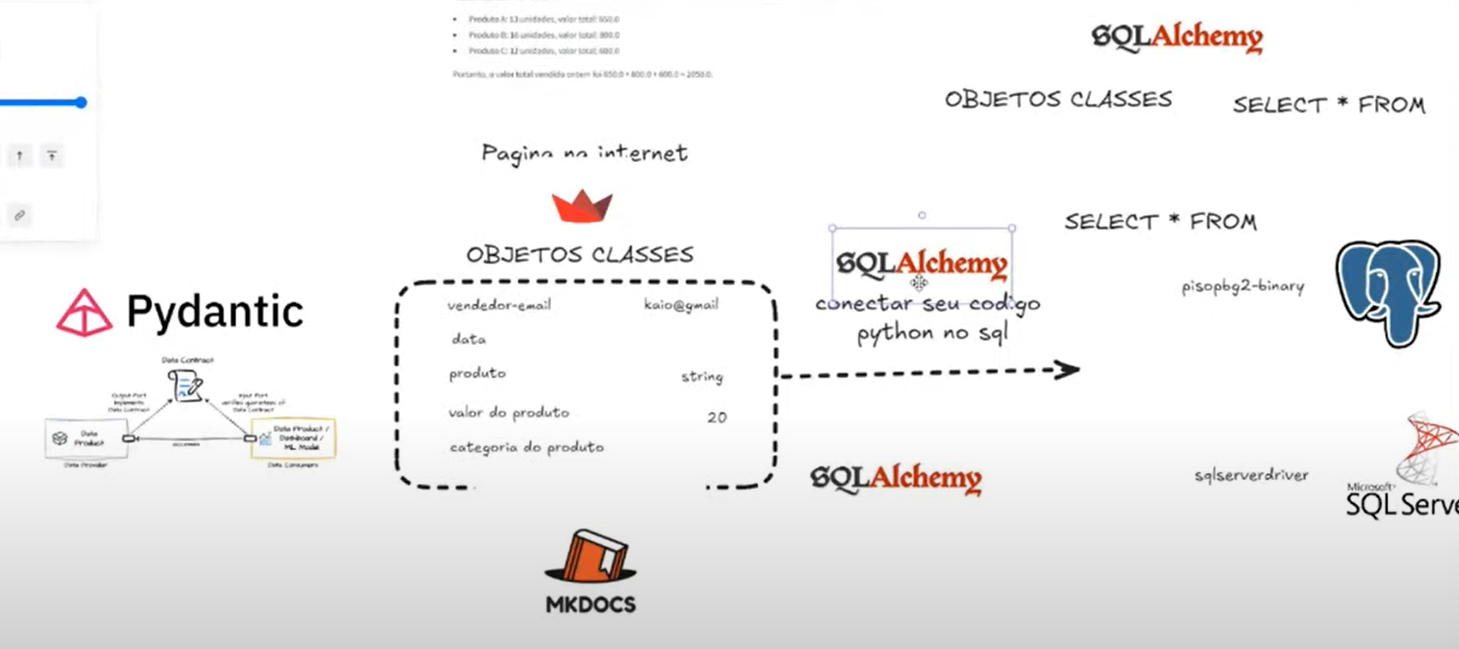 Produto A: 13 unidades, valor total: 650.0
Produto B: 16 unidades, valor total: 800.0
Produto C: 12 unidades, valor total: 600.0
Portanto, o valor total vendido ontem foi 650.0 + 800.0 + 600.0 = 2050.0.
SQLAlchemy
OBJETOS CLASSES
SELECT * FROM
Pagina na internet
OBJETOS CLASSES
vendedor-email
kaio@gmail
data
produto
string
valor do produto
20
categoria do produto
SQLAlchemy
conectar seu codigo
python no sql
SELECT * FROM
pisopbg2-binary
Pydantic
Data Contract
Output Port
Implements
Data Contract
Input Port
verifies guarantees of
Data Contract
Data
Product
Data Product /
Dashboard /
ML Model
Data Provider
Data Consumers
SQLAlchemy
sqlserverdriver
Microsoft
SQL Serve
MKDOCS